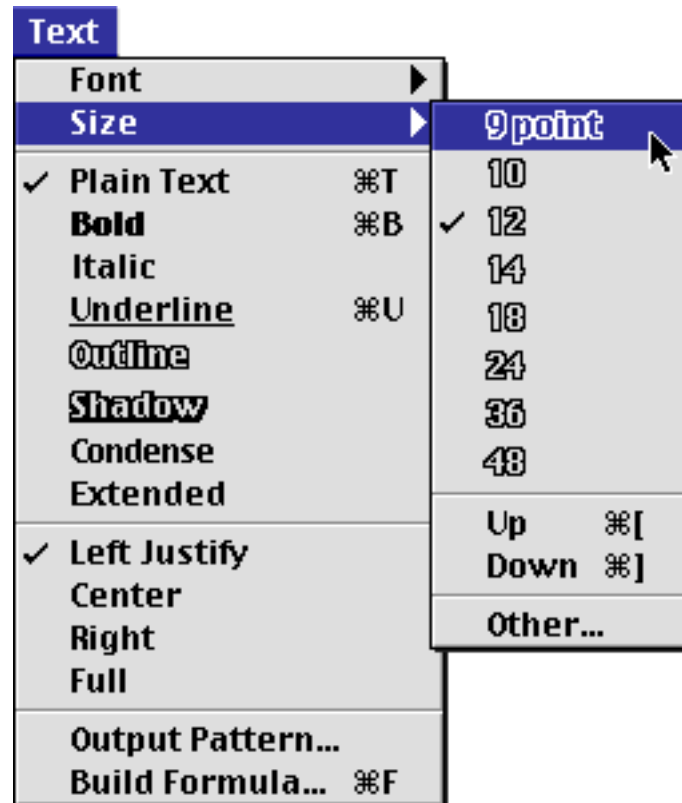 Text
Font
Size
✓ Plain Text ⌘T
Bold ⌘B
Italic
Underline ⌘U
Outline
Shadow
Condense
Extended
✓ Left Justify
Center
Right
Full
Output Pattern...
Build Formula... ⌘F
9 point
10
✓ 12
14
18
24
36
48
Up ⌘[
Down ⌘]
Other...